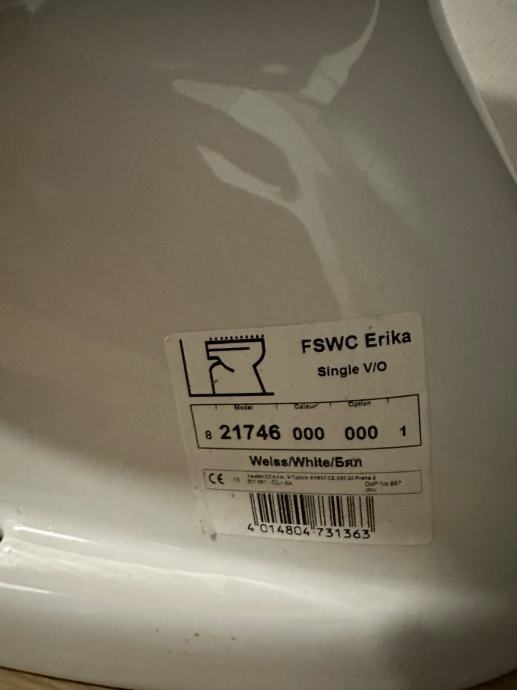 FSWC Erika
Single V/O
Model Colour Option
8 21746 000 000 1
Weiss/White/Бял
CE
4 014804 731363